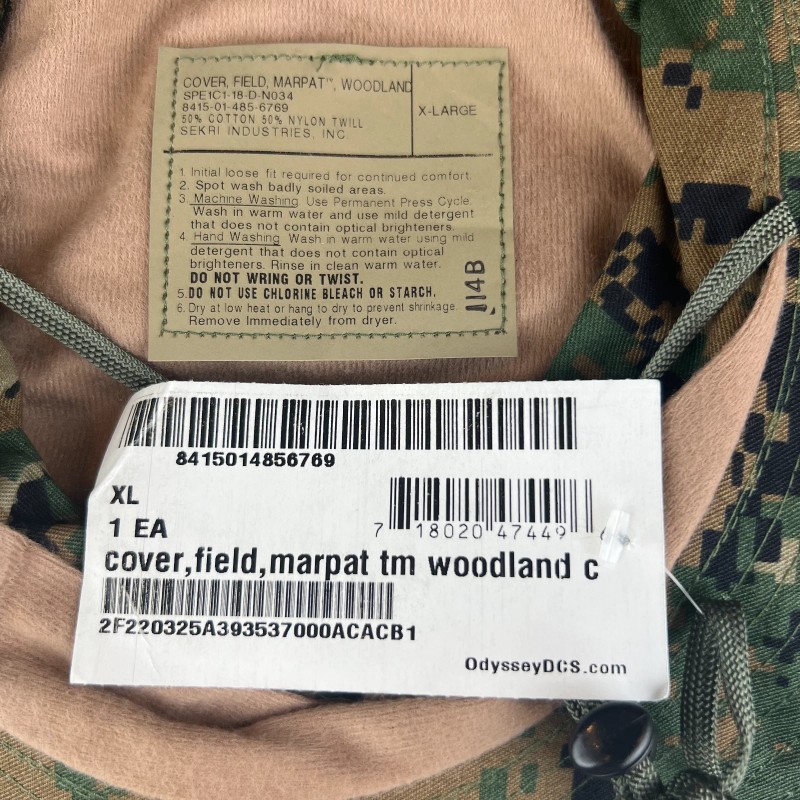 COVER, FIELD, MARPAT™, WOODLAND
SPE1C1-18-D-N034
8415-01-485-6769
50% COTTON 50% NYLON TWILL
SEKRI INDUSTRIES, INC.
X-LARGE
1. Initial loose fit required for continued comfort.
2. Spot wash badly soiled areas.
3. Machine Washing Use Permanent Press Cycle.
Wash in warm water and use mild detergent
that does not contain optical brighteners.
4. Hand Washing Wash in warm water using mild
detergent that does not contain optical
brighteners. Rinse in clean warm water.
DO NOT WRING OR TWIST.
5. DO NOT USE CHLORINE BLEACH OR STARCH.
6. Dry at low heat or hang to dry to prevent shrinkage.
Remove Immediately from dryer.
114B
8415014856769
XL
1 EA
7 18020 47449
cover,field,marpat tm woodland c
2F220325A393537000ACACB1
OdysseyDCS.com